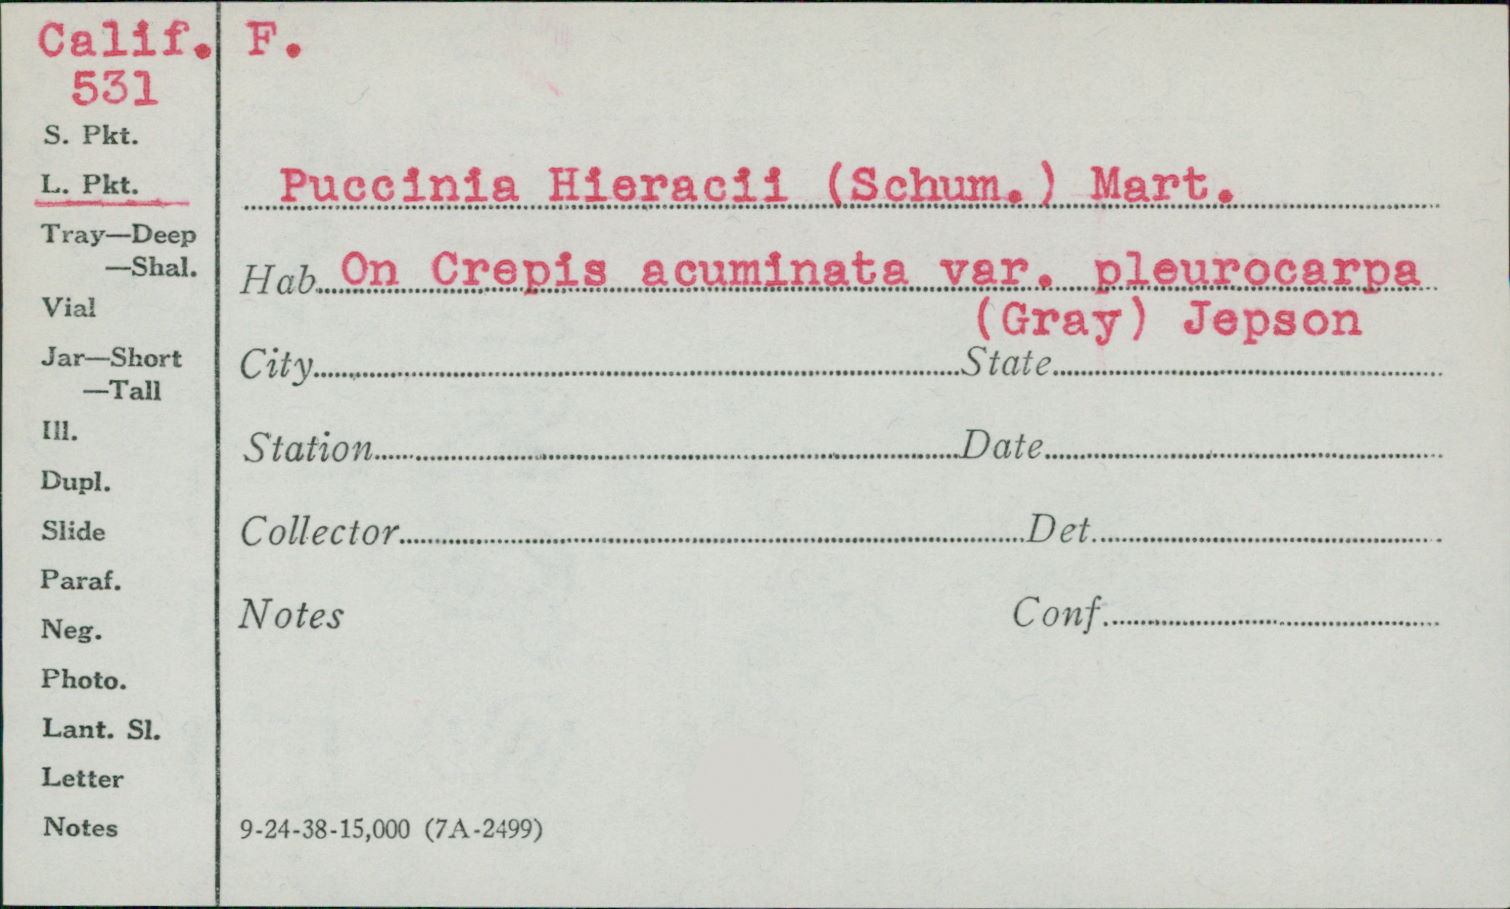 Calif. F.
531
S. Pkt.
L. Pkt.
Tray—Deep
—Shal.
Vial
Jar—Short
—Tall
Ill.
Dupl.
Slide
Paraf.
Neg.
Photo.
Lant. Sl.
Letter
Notes
Puccinia Hieracii (Schum.) Mart.
Hab. On Crepis acuminata var. pleurocarpa
(Gray) Jepson
City State
Station Date
Collector Det.
Notes Conf.
9-24-38-15,000 (7A-2499)